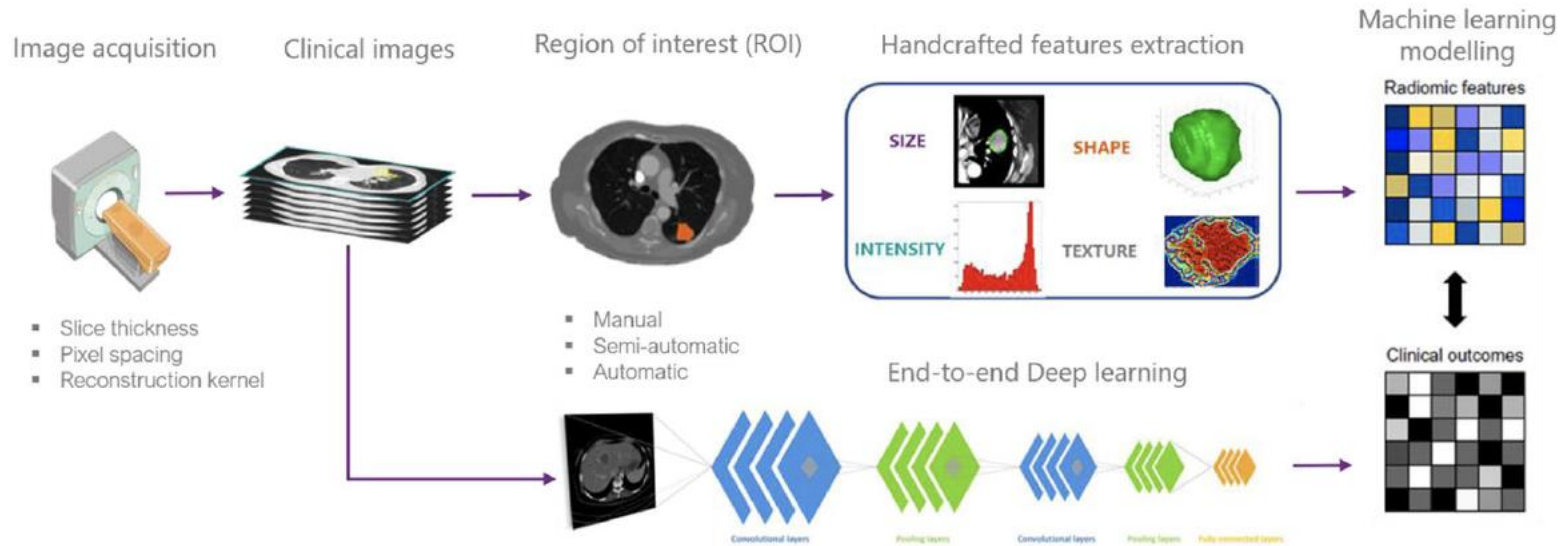 Image acquisition
Clinical images
Region of interest (ROI)
Handcrafted features extraction
Machine learning
modelling
Radiomic features
SIZE
SHAPE
INTENSITY
TEXTURE
▪ Slice thickness
▪ Pixel spacing
▪ Reconstruction kernel
▪ Manual
▪ Semi-automatic
▪ Automatic
End-to-end Deep learning
Clinical outcomes
Convolutional layers
Pooling layers
Convolutional layers
Pooling layers
Fully connected layers